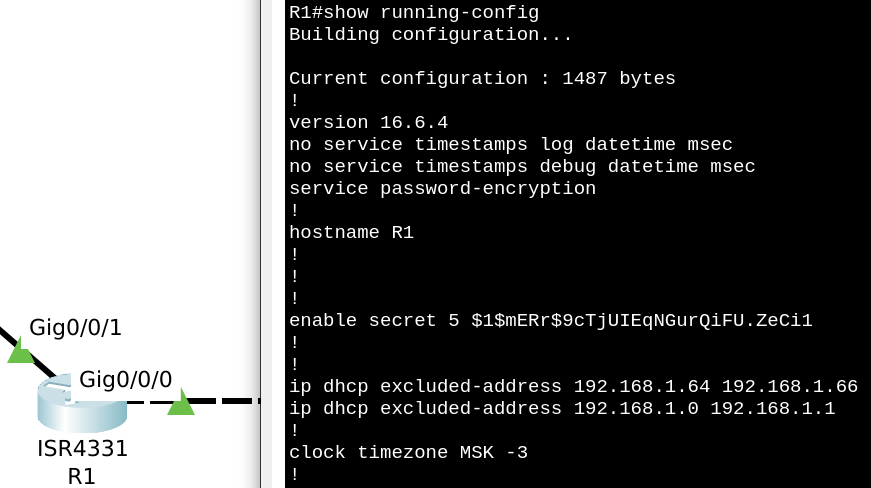 R1#show running-config
Building configuration...
Current configuration : 1487 bytes
!
version 16.6.4
no service timestamps log datetime msec
no service timestamps debug datetime msec
service password-encryption
!
hostname R1
!
!
!
enable secret 5 $1$mERr$9cTjUIEqNGurQiFU.ZeCi1
!
!
ip dhcp excluded-address 192.168.1.64 192.168.1.66
ip dhcp excluded-address 192.168.1.0 192.168.1.1
!
clock timezone MSK -3
!
Gig0/0/1
Gig0/0/0
ISR4331
R1